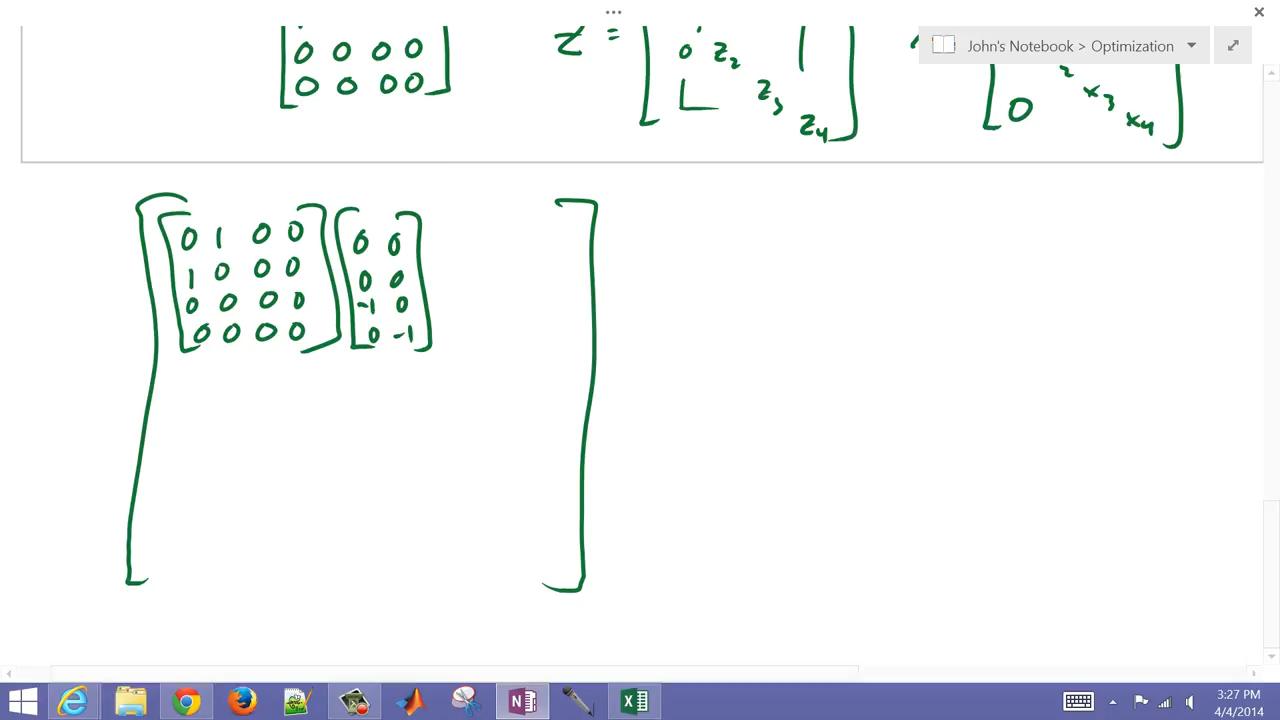 John's Notebook > Optimization
0 0 0 0
0 0 0 0
z =
0 z2
z3
z4
2
x3
0 x4
0 1 0 0 0 0
1 0 0 0 0 0
0 0 0 0 -1 0
0 0 0 0 0 -1
3:27 PM
4/4/2014